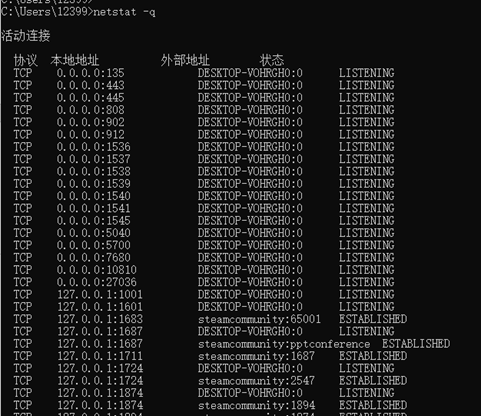 C:\Users\12399>netstat -q
活动连接
协议 本地地址 外部地址 状态
TCP 0.0.0.0:135 DESKTOP-VOHRGH0:0 LISTENING
TCP 0.0.0.0:443 DESKTOP-VOHRGH0:0 LISTENING
TCP 0.0.0.0:445 DESKTOP-VOHRGH0:0 LISTENING
TCP 0.0.0.0:808 DESKTOP-VOHRGH0:0 LISTENING
TCP 0.0.0.0:902 DESKTOP-VOHRGH0:0 LISTENING
TCP 0.0.0.0:912 DESKTOP-VOHRGH0:0 LISTENING
TCP 0.0.0.0:1536 DESKTOP-VOHRGH0:0 LISTENING
TCP 0.0.0.0:1537 DESKTOP-VOHRGH0:0 LISTENING
TCP 0.0.0.0:1538 DESKTOP-VOHRGH0:0 LISTENING
TCP 0.0.0.0:1539 DESKTOP-VOHRGH0:0 LISTENING
TCP 0.0.0.0:1540 DESKTOP-VOHRGH0:0 LISTENING
TCP 0.0.0.0:1541 DESKTOP-VOHRGH0:0 LISTENING
TCP 0.0.0.0:1545 DESKTOP-VOHRGH0:0 LISTENING
TCP 0.0.0.0:5040 DESKTOP-VOHRGH0:0 LISTENING
TCP 0.0.0.0:5700 DESKTOP-VOHRGH0:0 LISTENING
TCP 0.0.0.0:7680 DESKTOP-VOHRGH0:0 LISTENING
TCP 0.0.0.0:10810 DESKTOP-VOHRGH0:0 LISTENING
TCP 0.0.0.0:27036 DESKTOP-VOHRGH0:0 LISTENING
TCP 127.0.0.1:1001 DESKTOP-VOHRGH0:0 LISTENING
TCP 127.0.0.1:1601 DESKTOP-VOHRGH0:0 LISTENING
TCP 127.0.0.1:1683 steamcommunity:65001 ESTABLISHED
TCP 127.0.0.1:1687 DESKTOP-VOHRGH0:0 LISTENING
TCP 127.0.0.1:1687 steamcommunity:pptconference ESTABLISHED
TCP 127.0.0.1:1711 steamcommunity:1687 ESTABLISHED
TCP 127.0.0.1:1724 DESKTOP-VOHRGH0:0 LISTENING
TCP 127.0.0.1:1724 steamcommunity:2547 ESTABLISHED
TCP 127.0.0.1:1874 DESKTOP-VOHRGH0:0 LISTENING
TCP 127.0.0.1:1874 steamcommunity:1894 ESTABLISHED
TCP 127.0.0.1:1894 steamcommunity:1874 ESTABLISHED